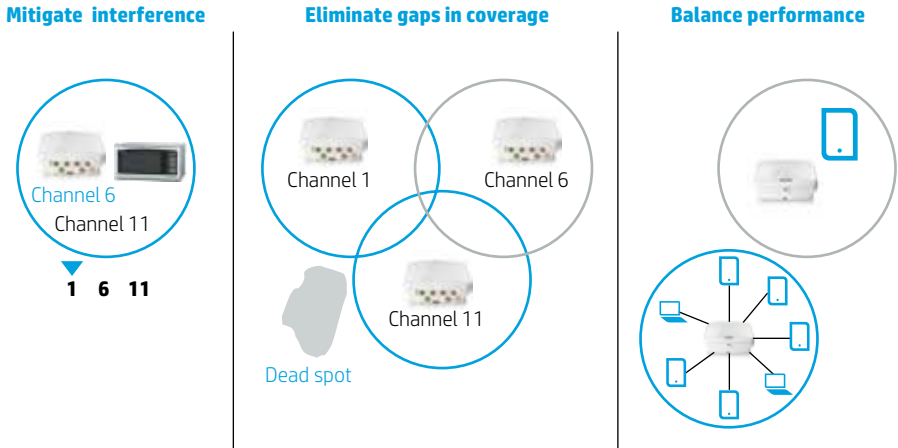 Mitigate interference
Channel 6
Channel 11
1 6 11
Eliminate gaps in coverage
Channel 1
Channel 6
Channel 11
Dead spot
Balance performance